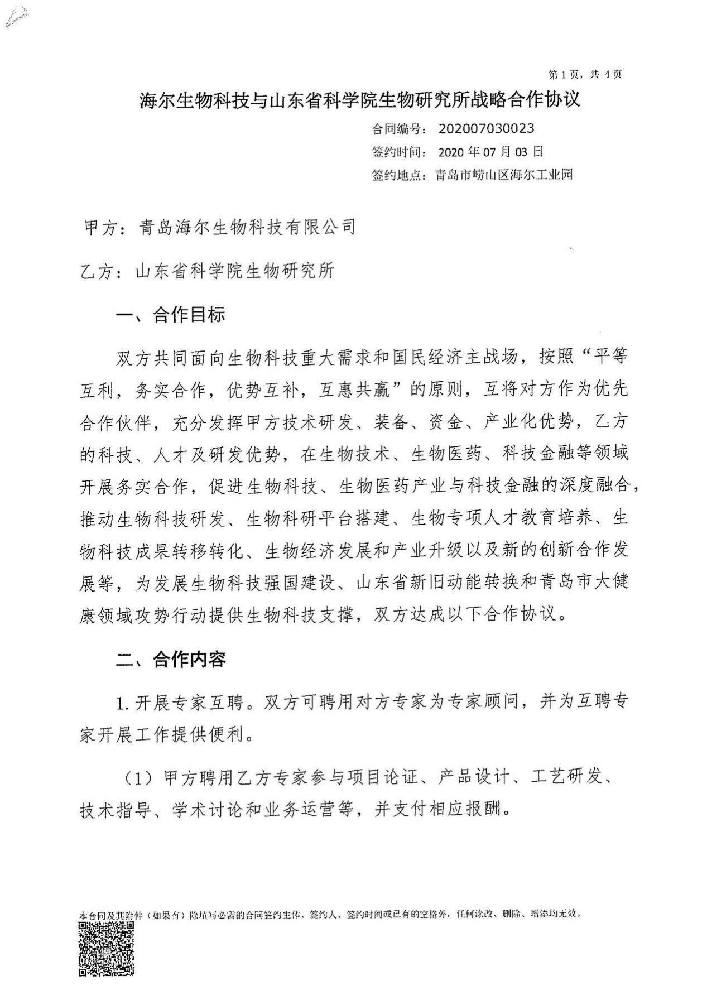 第1页，共4页
海尔生物科技与山东省科学院生物研究所战略合作协议
合同编号： 202007030023
签约时间： 2020 年 07 月 03 日
签约地点：青岛市崂山区海尔工业园
甲方：青岛海尔生物科技有限公司
乙方：山东省科学院生物研究所
一、合作目标
双方共同面向生物科技重大需求和国民经济主战场，按照“平等
互利，务实合作，优势互补，互惠共赢”的原则，互将对方作为优先
合作伙伴，充分发挥甲方技术研发、装备、资金、产业化优势，乙方
的科技、人才及研发优势，在生物技术、生物医药、科技金融等领域
开展务实合作，促进生物科技、生物医药产业与科技金融的深度融合，
推动生物科技研发、生物科研平台搭建、生物专项人才教育培养、生
物科技成果转移转化、生物经济发展和产业升级以及新的创新合作发
展等，为发展生物科技强国建设、山东省新旧动能转换和青岛市大健
康领域攻势行动提供生物科技支撑，双方达成以下合作协议。
二、合作内容
1.开展专家互聘。双方可聘用对方专家为专家顾问，并为互聘专
家开展工作提供便利。
（1）甲方聘用乙方专家参与项目论证、产品设计、工艺研发、
技术指导、学术讨论和业务运营等，并支付相应报酬。
本合同及其附件（如果有）除填写必需的合同签约主体、签约人、签约时间或已有的空格外，任何涂改、删除、增添均无效。